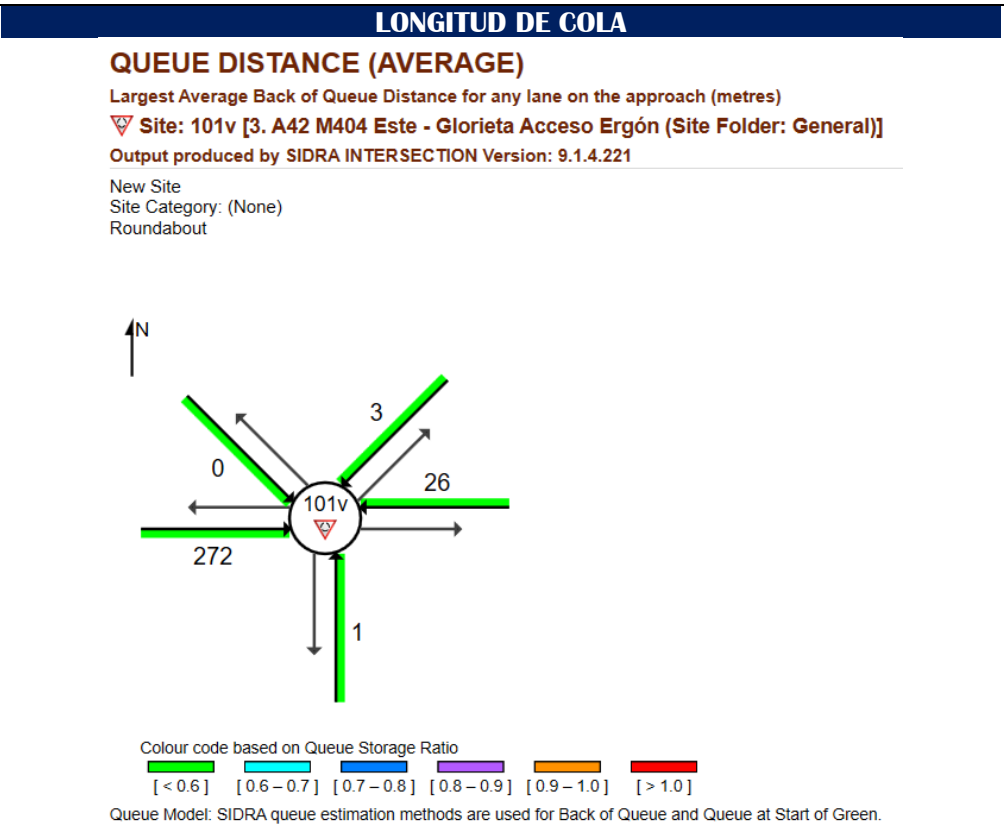 LONGITUD DE COLA
QUEUE DISTANCE (AVERAGE)
Largest Average Back of Queue Distance for any lane on the approach (metres)
Site: 101v [3. A42 M404 Este - Glorieta Acceso Ergón (Site Folder: General)]
Output produced by SIDRA INTERSECTION Version: 9.1.4.221
New Site
Site Category: (None)
Roundabout
N
3
0
26
101v
272
1
Colour code based on Queue Storage Ratio
[ < 0.6 ] [ 0.6 – 0.7 ] [ 0.7 – 0.8 ] [ 0.8 – 0.9 ] [ 0.9 – 1.0 ] [ > 1.0 ]
Queue Model: SIDRA queue estimation methods are used for Back of Queue and Queue at Start of Green.